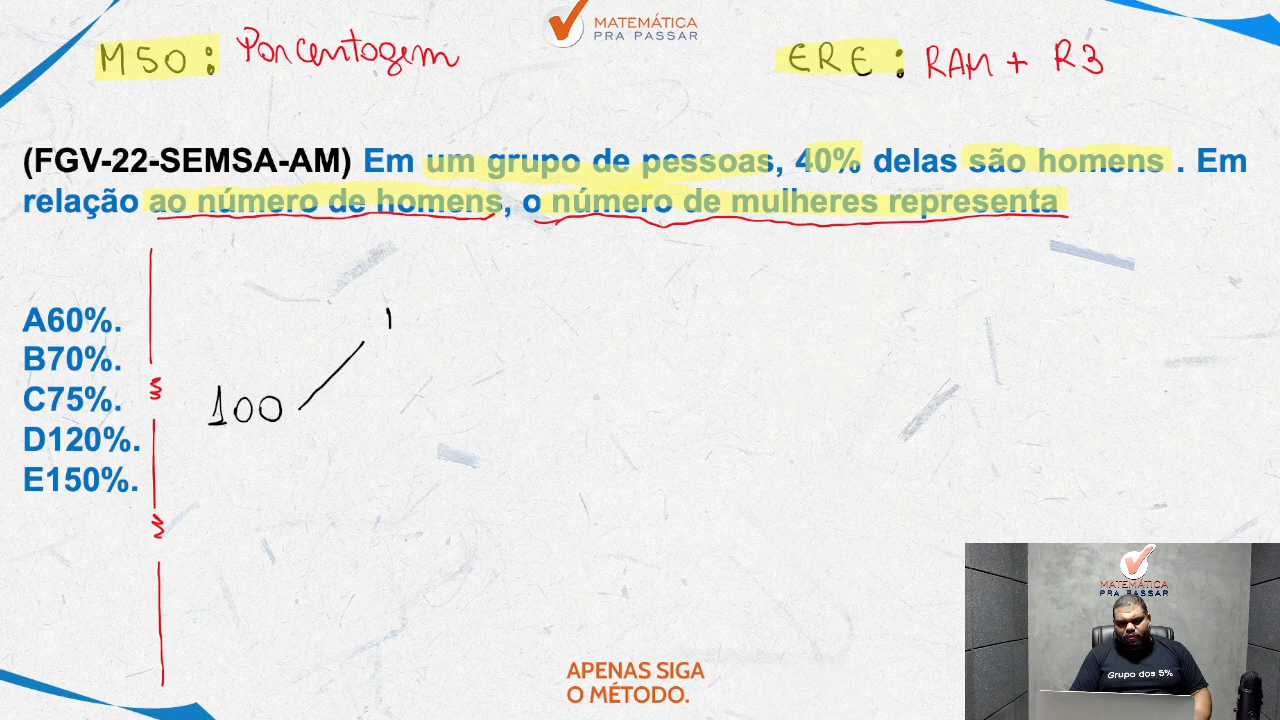 MATEMÁTICA
PRA PASSAR
M50: Porcentagem
ERE: RAM + R3
(FGV-22-SEMSA-AM) Em um grupo de pessoas, 40% delas são homens . Em
relação ao número de homens, o número de mulheres representa
A60%.
B70%.
C75%.
D120%.
E150%.
100
MATEMÁTICA
PRA PASSAR
Grupo dos 5%
APENAS SIGA
O MÉTODO.